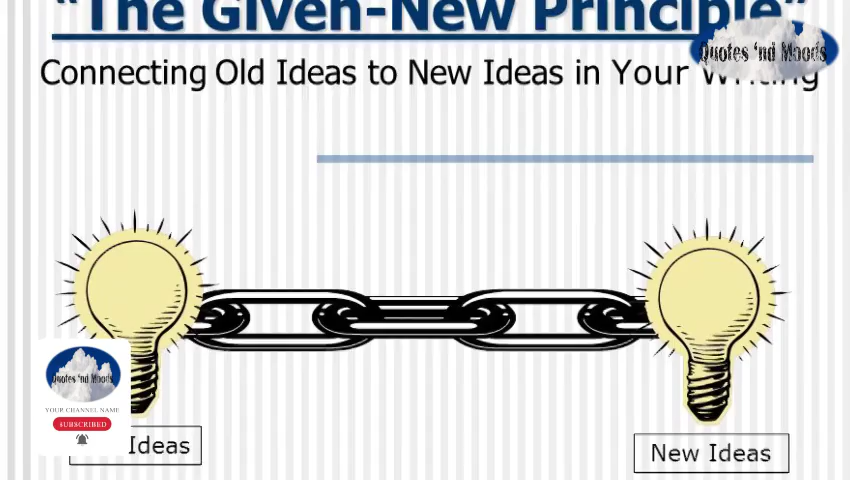 “The Given-New Principle”
Quotes 'nd Moods
Connecting Old Ideas to New Ideas in Your Writing
Quotes 'nd Moods
YOUR CHANNEL NAME
SUBSCRIBED
Ideas
New Ideas